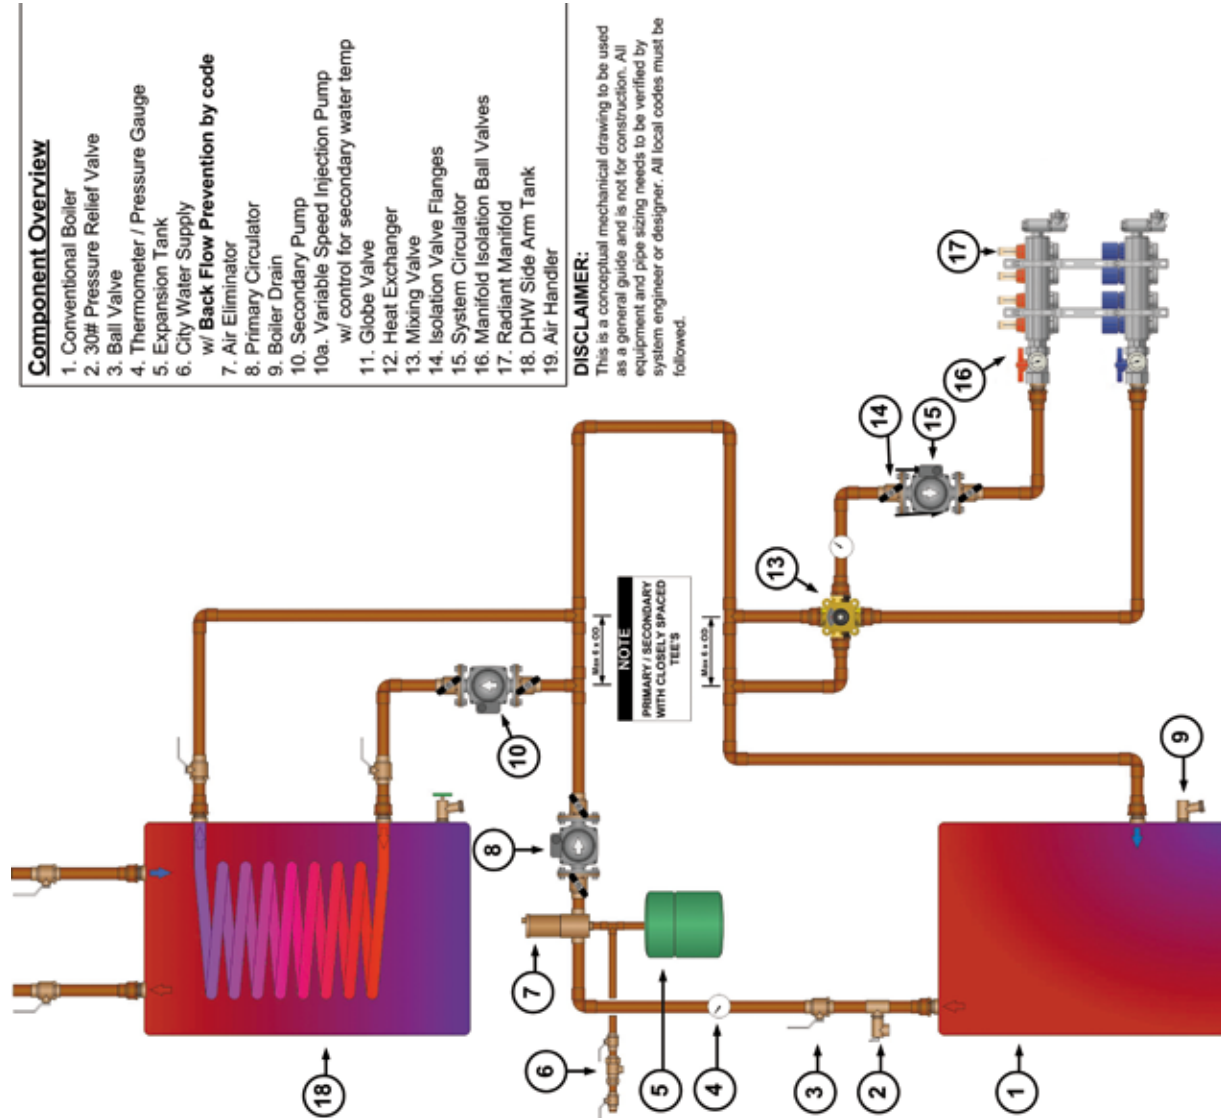 Component Overview
1. Conventional Boiler
2. 30# Pressure Relief Valve
3. Ball Valve
4. Thermometer / Pressure Gauge
5. Expansion Tank
6. City Water Supply
w/ Back Flow Prevention by code
7. Air Eliminator
8. Primary Circulator
9. Boiler Drain
10. Secondary Pump
10a. Variable Speed Injection Pump
w/ control for secondary water temp
11. Globe Valve
12. Heat Exchanger
13. Mixing Valve
14. Isolation Valve Flanges
15. System Circulator
16. Manifold Isolation Ball Valves
17. Radiant Manifold
18. DHW Side Arm Tank
19. Air Handler
DISCLAIMER:
This is a conceptual mechanical drawing to be used
as a general guide and is not for construction. All
equipment and pipe sizing needs to be verified by
system engineer or designer. All local codes must be
followed.
18
10
8
7
6
5
4
3
2
1
9
13
14
15
16
17
Max 6 x OD
NOTE
PRIMARY / SECONDARY
WITH CLOSELY SPACED
TEE'S
Max 6 x OD